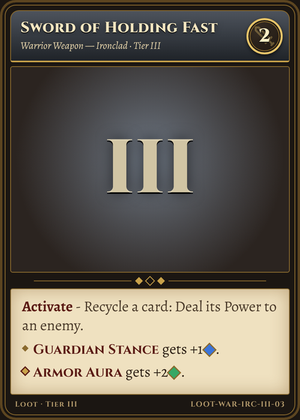 Sword of Holding Fast
Warrior Weapon — Ironclad · Tier III
2
III
Activate - Recycle a card: Deal its Power to
an enemy.
Guardian Stance gets +1.
Armor Aura gets +2.
Loot · Tier III
LOOT-WAR-IRC-III-03